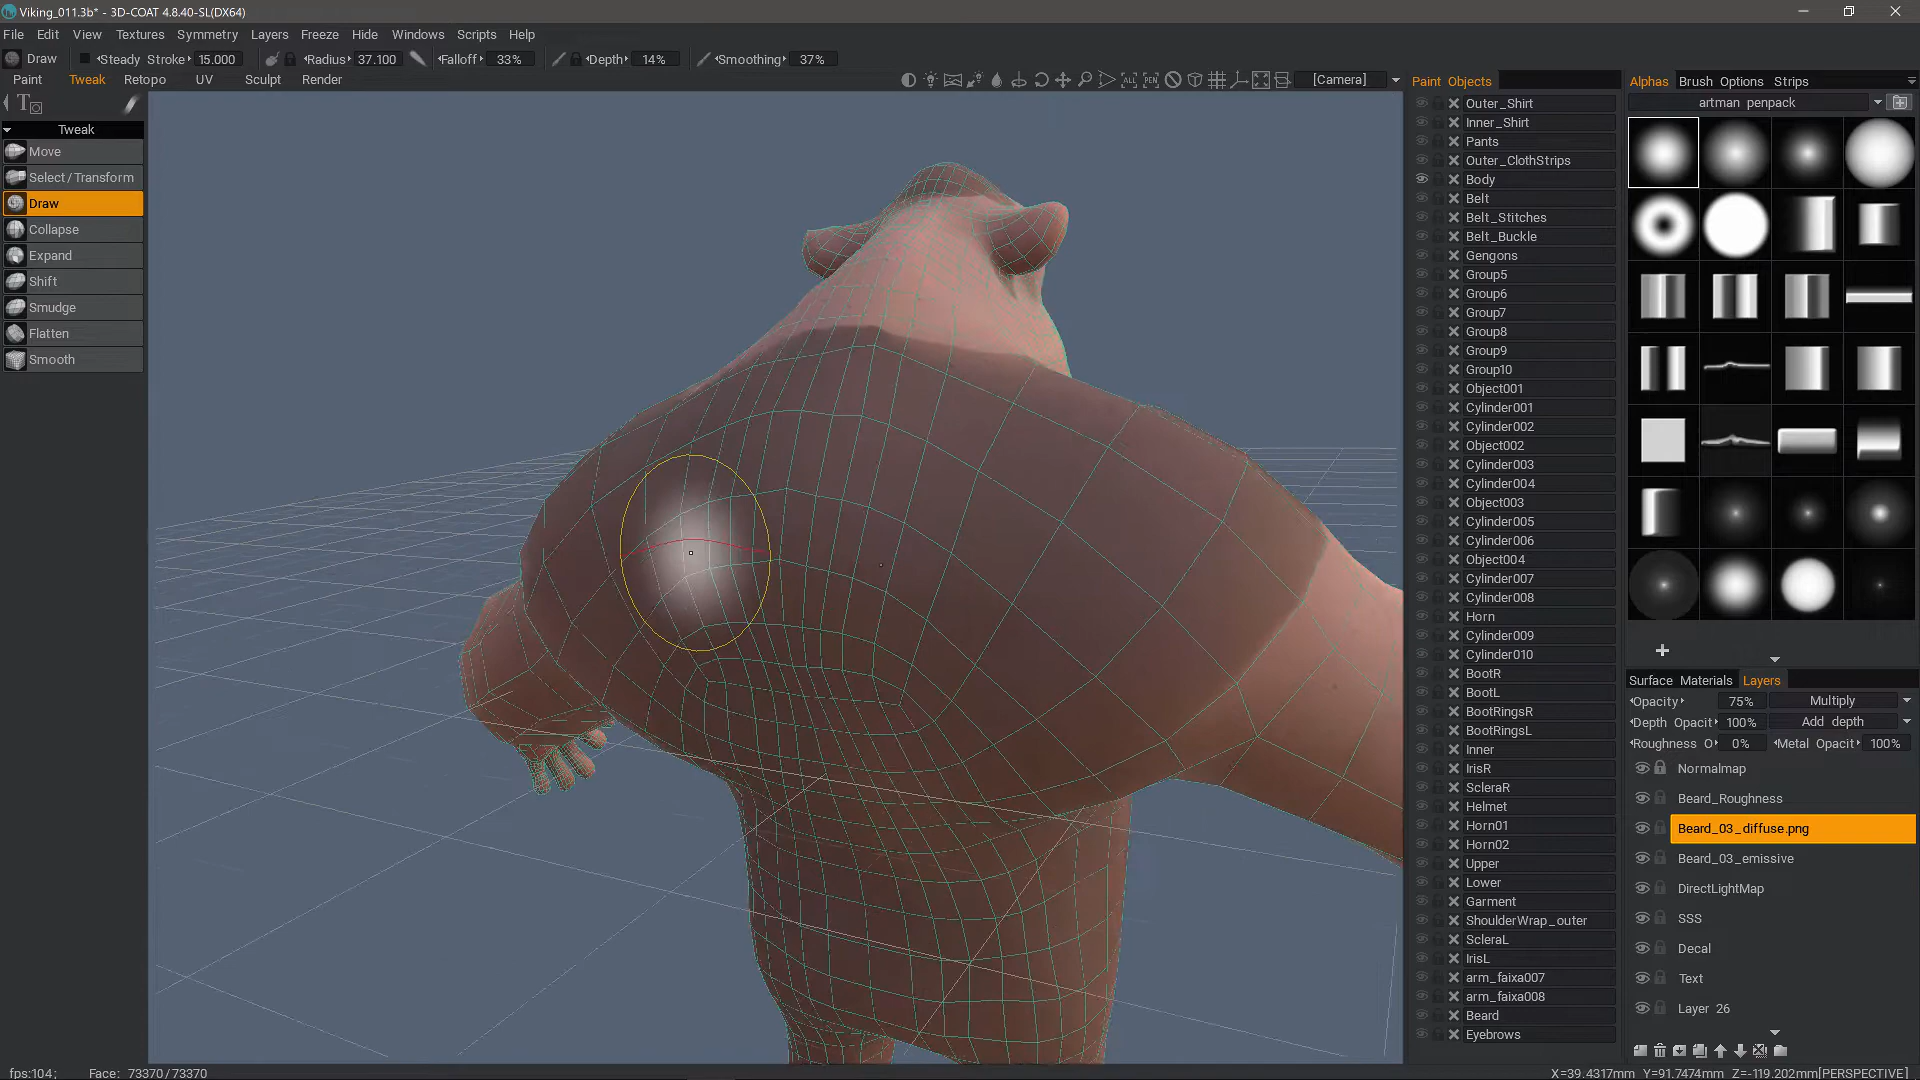 Viking_011.3b* - 3D-COAT 4.8.40-SL(DX64)
File Edit View Textures Symmetry Layers Freeze Hide Windows Scripts Help
Draw Steady Stroke 15.000 Radius 37.100 Falloff 33% Depth 14% Smoothing 37%
Paint Tweak Retopo UV Sculpt Render
[Camera]
Tweak
Move
Select/Transform
Draw
Collapse
Expand
Shift
Smudge
Flatten
Smooth
Paint Objects
Outer_Shirt
Inner_Shirt
Pants
Outer_ClothStrips
Body
Belt
Belt_Stitches
Belt_Buckle
Gengons
Group5
Group6
Group7
Group8
Group9
Group10
Object001
Cylinder001
Cylinder002
Object002
Cylinder003
Cylinder004
Object003
Cylinder005
Cylinder006
Object004
Cylinder007
Cylinder008
Horn
Cylinder009
Cylinder010
BootR
BootL
BootRingsR
BootRingsL
Inner
IrisR
ScleraR
Helmet
Horn01
Horn02
Upper
Lower
Garment
ShoulderWrap_outer
ScleraL
IrisL
arm_faixa007
arm_faixa008
Beard
Eyebrows
Alphas Brush Options Strips
artman penpack
Surface Materials Layers
Opacity 75% Multiply
Depth Opacit 100% Add depth
Roughness O 0% Metal Opacit 100%
Normalmap
Beard_Roughness
Beard_03_diffuse.png
Beard_03_emissive
DirectLightMap
SSS
Decal
Text
Layer 26
fps:104; Face: 73370/73370
X=39.4317mm Y=91.7474mm Z=-119.202mm[PERSPECTIVE]